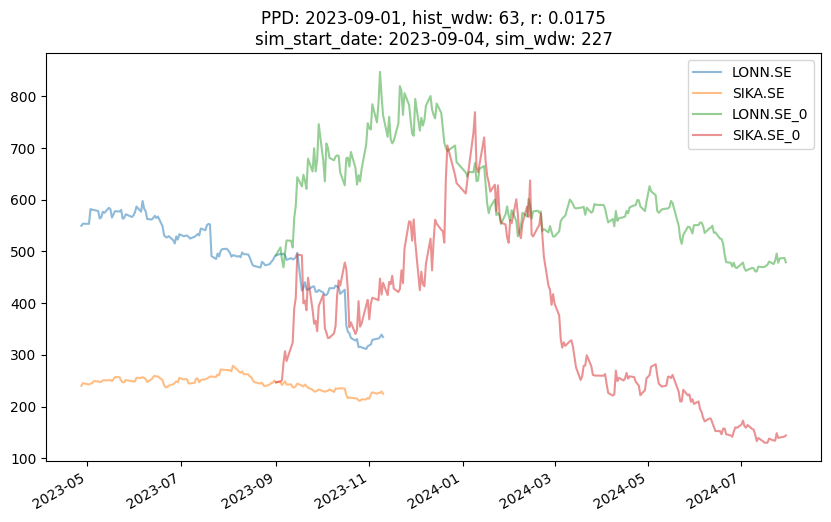 PPD: 2023-09-01, hist_wdw: 63, r: 0.0175
sim_start_date: 2023-09-04, sim_wdw: 227
LONN.SE
SIKA.SE
LONN.SE_0
SIKA.SE_0
800
700
600
500
400
300
200
100
2023-05
2023-07
2023-09
2023-11
2024-01
2024-03
2024-05
2024-07